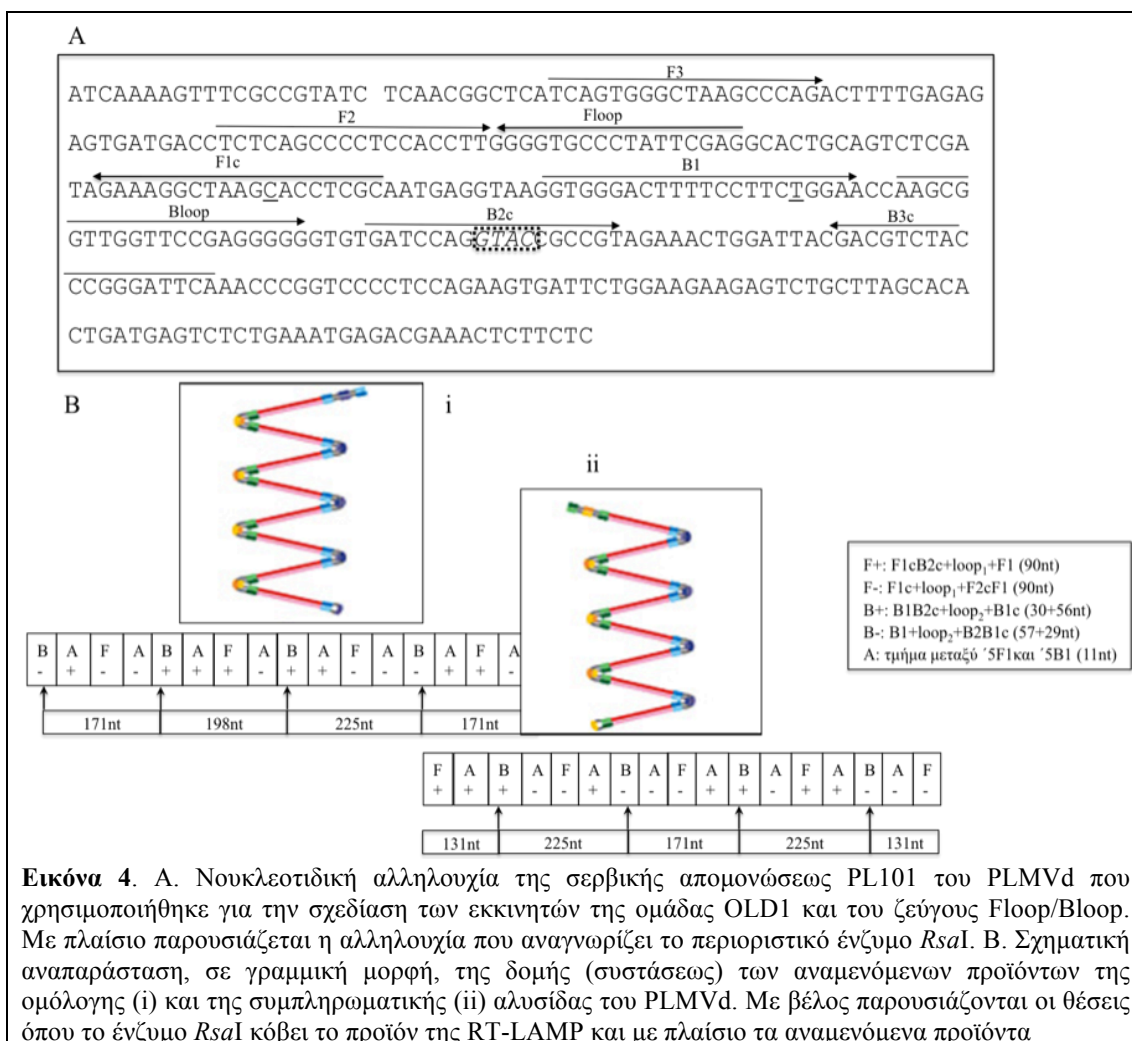 A
F3
ATCAAAAGTTTCGCCGTATC TCAACGGCTCATCAGTGGGCTAAGCCCAGACTTTTGAGAG
F2 Floop
AGTGATGACCTCTCAGCCCCTCCACCTTGGGGTGCCCTATTCGAGGCACTGCAGTCTCGA
F1c B1
TAGAAAGGCTAAGCACCTCGCAATGAGGTAAGGTGGGACTTTTCCTTCTGGAACCAAGCG
Bloop B2c B3c
GTTGGTTCCGAGGGGGGTGTGATCCAGGTACCGCCGTAGAAACTGGATTACGACGTCTAC
CCGGGATTCAAACCCGGTCCCCTCCAGAAGTGATTCTGGAAGAAGAGTCTGCTTAGCACA
CTGATGAGTCTCTGAAATGAGACGAAACTCTTCTC
B
i
ii
F+: F1cB2c+loop1+F1 (90nt)
F-: F1c+loop1+F2cF1 (90nt)
B+: B1B2c+loop2+B1c (30+56nt)
B-: B1+loop2+B2B1c (57+29nt)
A: τμήμα μεταξύ ´5F1και ´5B1 (11nt)
B A F A B A F A B A F A B A F A
- + - - + + + - + + - - - + + -
171nt 198nt 225nt 171nt
F A B A F A B A F A B A F A B A F
+ + + - - + - - - + + - + + - - -
131nt 225nt 171nt 225nt 131nt
Εικόνα 4. Α. Νουκλεοτιδική αλληλουχία της σερβικής απομονώσεως PL101 του PLMVd που
χρησιμοποιήθηκε για την σχεδίαση των εκκινητών της ομάδας OLD1 και του ζεύγους Floop/Bloop.
Με πλαίσιο παρουσιάζεται η αλληλουχία που αναγνωρίζει το περιοριστικό ένζυμο RsaI. Β. Σχηματική
αναπαράσταση, σε γραμμική μορφή, της δομής (συστάσεως) των αναμενόμενων προϊόντων της
ομόλογης (i) και της συμπληρωματικής (ii) αλυσίδας του PLMVd. Με βέλος παρουσιάζονται οι θέσεις
όπου το ένζυμο RsaI κόβει το προϊόν της RT-LAMP και με πλαίσιο τα αναμενόμενα προϊόντα